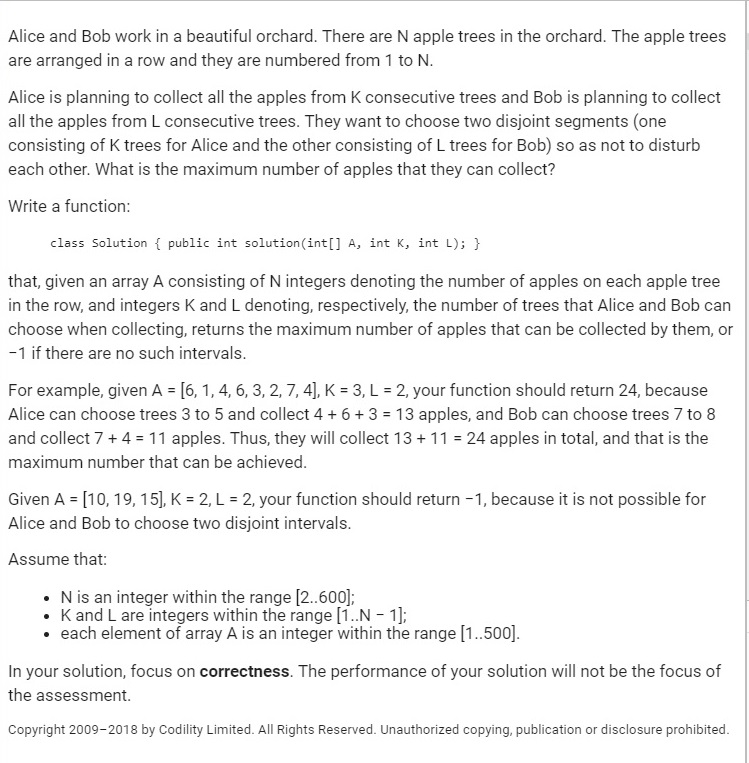 Alice and Bob work in a beautiful orchard. There are N apple trees in the orchard. The apple trees
are arranged in a row and they are numbered from 1 to N.
Alice is planning to collect all the apples from K consecutive trees and Bob is planning to collect
all the apples from L consecutive trees. They want to choose two disjoint segments (one
consisting of K trees for Alice and the other consisting of L trees for Bob) so as not to disturb
each other. What is the maximum number of apples that they can collect?
Write a function:
class Solution { public int solution(int[] A, int K, int L); }
that, given an array A consisting of N integers denoting the number of apples on each apple tree
in the row, and integers K and L denoting, respectively, the number of trees that Alice and Bob can
choose when collecting, returns the maximum number of apples that can be collected by them, or
−1 if there are no such intervals.
For example, given A = [6, 1, 4, 6, 3, 2, 7, 4], K = 3, L = 2, your function should return 24, because
Alice can choose trees 3 to 5 and collect 4 + 6 + 3 = 13 apples, and Bob can choose trees 7 to 8
and collect 7 + 4 = 11 apples. Thus, they will collect 13 + 11 = 24 apples in total, and that is the
maximum number that can be achieved.
Given A = [10, 19, 15], K = 2, L = 2, your function should return −1, because it is not possible for
Alice and Bob to choose two disjoint intervals.
Assume that:
• N is an integer within the range [2..600];
• K and L are integers within the range [1..N − 1];
• each element of array A is an integer within the range [1..500].
In your solution, focus on correctness. The performance of your solution will not be the focus of
the assessment.
Copyright 2009–2018 by Codility Limited. All Rights Reserved. Unauthorized copying, publication or disclosure prohibited.